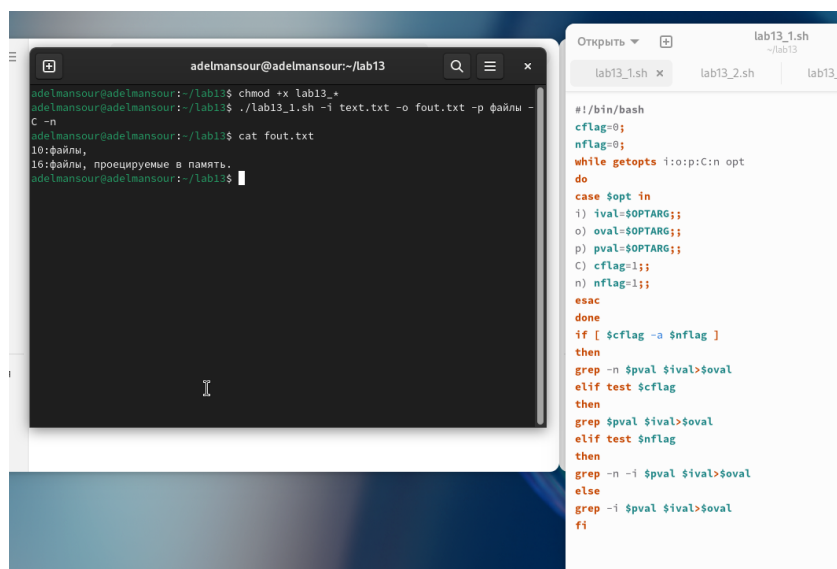 adelmansour@adelmansour:~/lab13
adelmansour@adelmansour:~/lab13$ chmod +x lab13_*
adelmansour@adelmansour:~/lab13$ ./lab13_1.sh -i text.txt -o fout.txt -p файлы -
C -n
adelmansour@adelmansour:~/lab13$ cat fout.txt
10:файлы,
16:файлы, проецируемые в память.
adelmansour@adelmansour:~/lab13$
Открыть
lab13_1.sh
~/lab13
lab13_1.sh × lab13_2.sh lab13_
#!/bin/bash
cflag=0;
nflag=0;
while getopts i:o:p:C:n opt
do
case $opt in
i) ival=$OPTARG;;
o) oval=$OPTARG;;
p) pval=$OPTARG;;
C) cflag=1;;
n) nflag=1;;
esac
done
if [ $cflag -a $nflag ]
then
grep -n $pval $ival>$oval
elif test $cflag
then
grep $pval $ival>$oval
elif test $nflag
then
grep -n -i $pval $ival>$oval
else
grep -i $pval $ival>$oval
fi